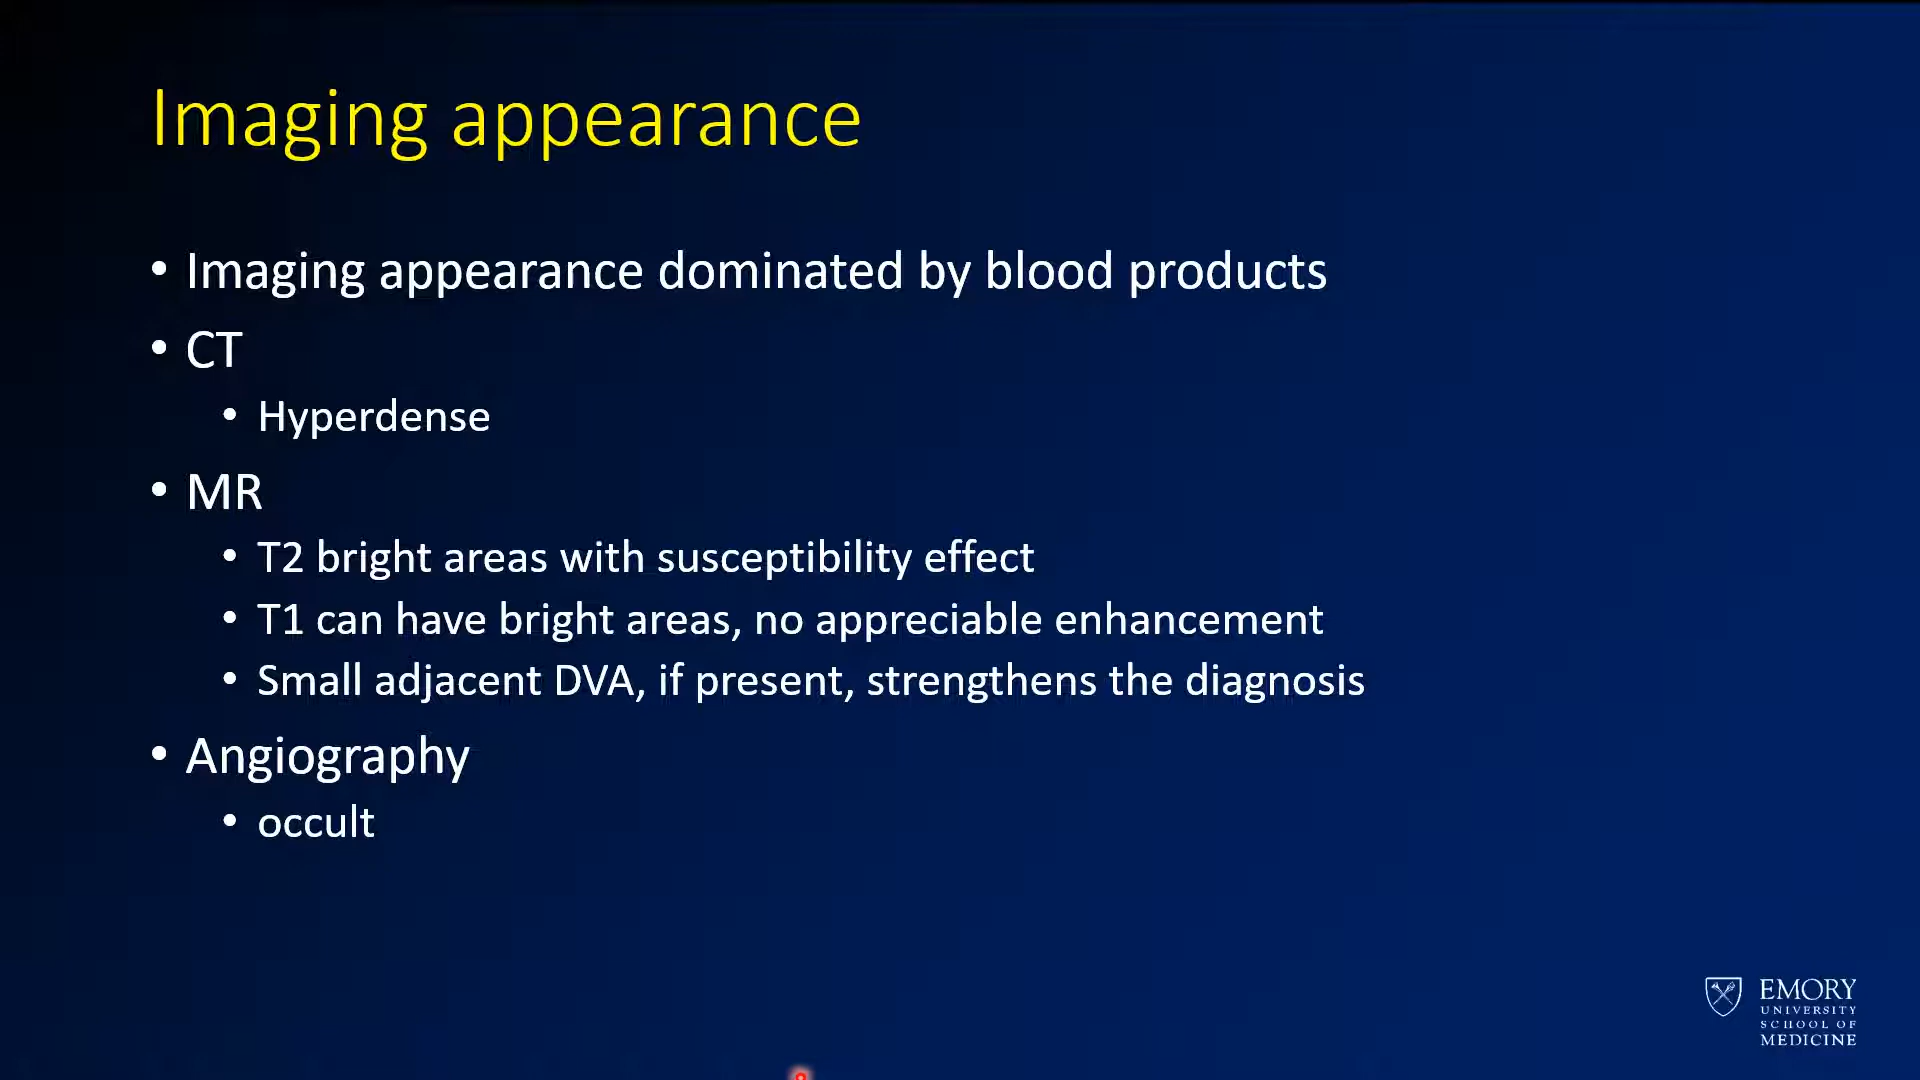 Imaging appearance
• Imaging appearance dominated by blood products
• CT
• Hyperdense
• MR
• T2 bright areas with susceptibility effect
• T1 can have bright areas, no appreciable enhancement
• Small adjacent DVA, if present, strengthens the diagnosis
• Angiography
• occult
EMORY
UNIVERSITY
SCHOOL OF
MEDICINE